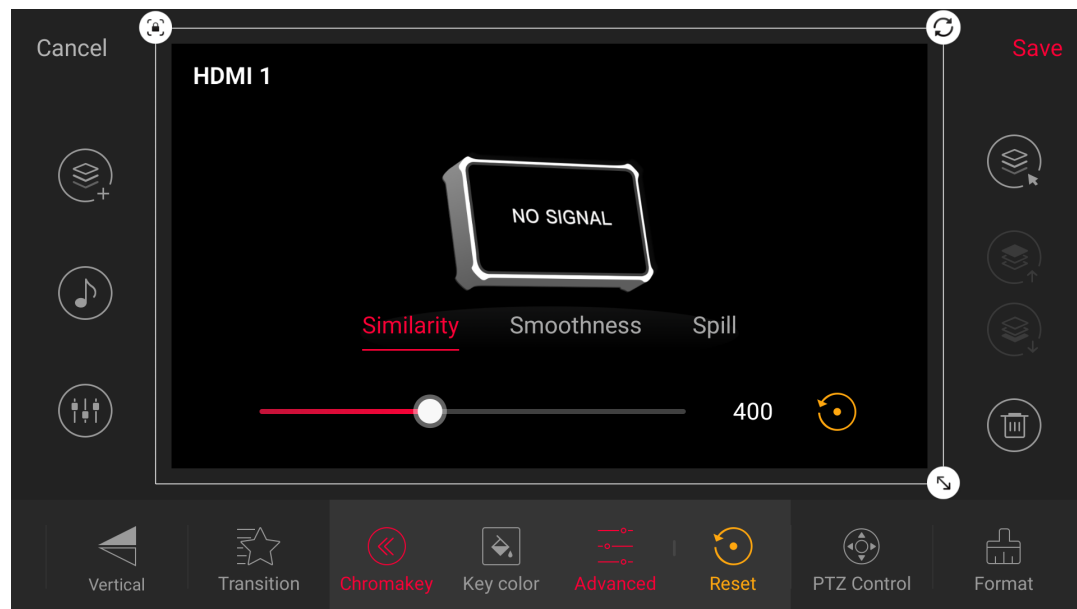 Cancel
Save
HDMI 1
NO SIGNAL
Similarity
Smoothness
Spill
400
Vertical
Transition
Chromakey
Key color
Advanced
Reset
PTZ Control
Format